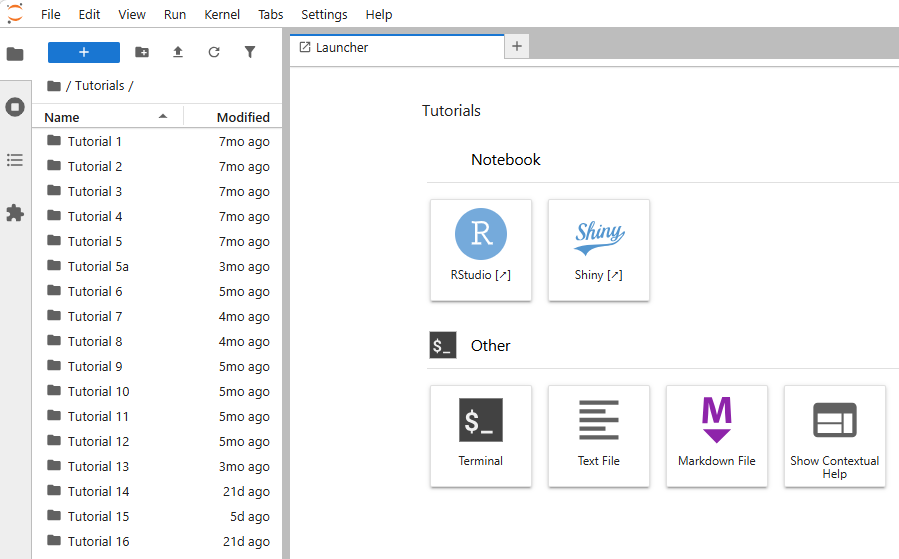 File Edit View Run Kernel Tabs Settings Help
+
Launcher
+
/ Tutorials /
Name Modified
Tutorial 1 7mo ago
Tutorial 2 7mo ago
Tutorial 3 7mo ago
Tutorial 4 7mo ago
Tutorial 5 7mo ago
Tutorial 5a 3mo ago
Tutorial 6 5mo ago
Tutorial 7 4mo ago
Tutorial 8 4mo ago
Tutorial 9 5mo ago
Tutorial 10 5mo ago
Tutorial 11 5mo ago
Tutorial 12 5mo ago
Tutorial 13 3mo ago
Tutorial 14 21d ago
Tutorial 15 5d ago
Tutorial 16 21d ago
Tutorials
Notebook
R
Shiny
RStudio [↗]
Shiny [↗]
$_ Other
$_
M
Terminal
Text File
Markdown File
Show Contextual
Help